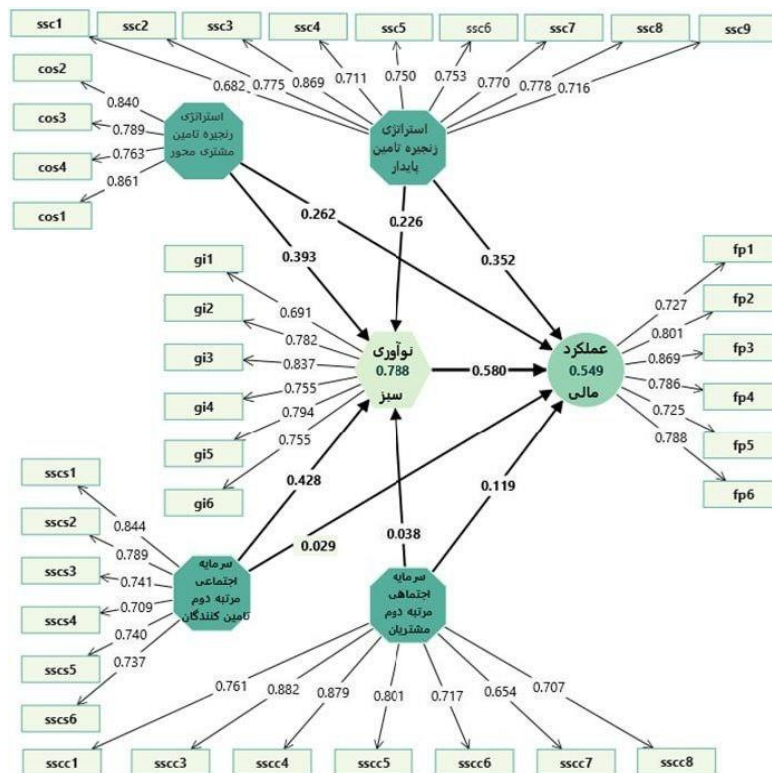 ssc1 ssc2 ssc3 ssc4 ssc5 ssc6 ssc7 ssc8 ssc9
0.682 0.775 0.869 0.711 0.750 0.753 0.770 0.778 0.716
cos2
cos3
cos4
cos1
0.840
0.789
0.763
0.861
استراتژی
زنجیره تامین
مشتری محور
استراتژی
زنجیره تامین
پایدار
0.262
0.226
0.393
0.352
gi1
gi2
gi3
gi4
gi5
gi6
0.691
0.782
0.837
0.755
0.794
0.755
نوآوری
0.788
سبز
0.580
عملکرد
0.549
مالی
0.727
0.801
0.869
0.786
0.725
0.788
fp1
fp2
fp3
fp4
fp5
fp6
0.428
0.029
0.038
0.119
sscs1
sscs2
sscs3
sscs4
sscs5
sscs6
0.844
0.789
0.741
0.709
0.740
0.737
سرمایه
اجتماعی
مرتبه دوم
تامین کنندگان
سرمایه
اجتماهی
مرتبه دوم
مشتریان
0.761 0.882 0.879 0.801 0.717 0.654 0.707
sscc1 sscc3 sscc4 sscc5 sscc6 sscc7 sscc8